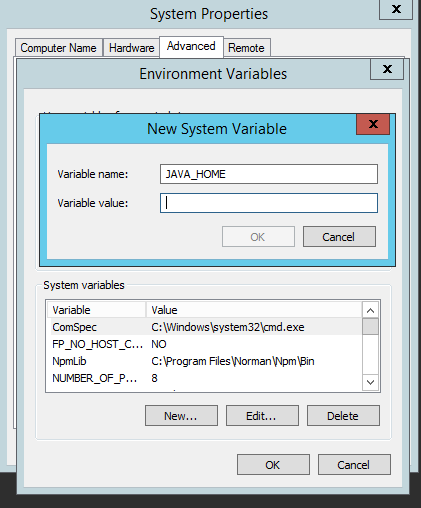 System Properties
x
Computer Name Hardware Advanced Remote
Environment Variables
x
New System Variable
x
Variable name: JAVA_HOME
Variable value:
OK Cancel
System variables
Variable Value
ComSpec C:\Windows\system32\cmd.exe
FP_NO_HOST_C... NO
NpmLib C:\Program Files\Norman\Npm\Bin
NUMBER_OF_P... 8
New... Edit... Delete
OK Cancel